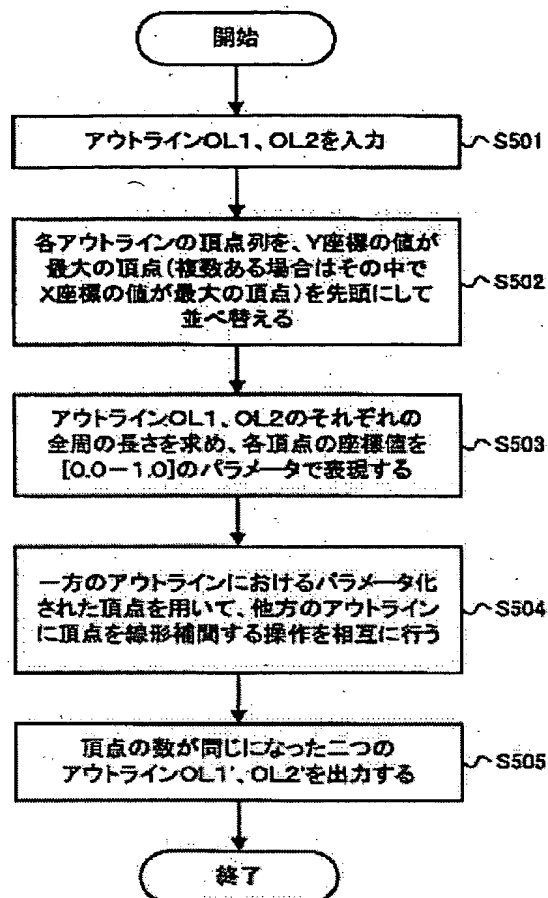 開始
アウトラインOL1、OL2を入力
S501
各アウトラインの頂点列を、Y座標の値が
最大の頂点(複数ある場合はその中で
X座標の値が最大の頂点)を先頭にして
並べ替える
S502
アウトラインOL1、OL2のそれぞれの
全周の長さを求め、各頂点の座標値を
[0.0-1.0]のパラメータで表現する
S503
一方のアウトラインにおけるパラメータ化
された頂点を用いて、他方のアウトライン
に頂点を線形補間する操作を相互に行う
S504
頂点の数が同じになった二つの
アウトラインOL1'、OL2'を出力する
S505
終了